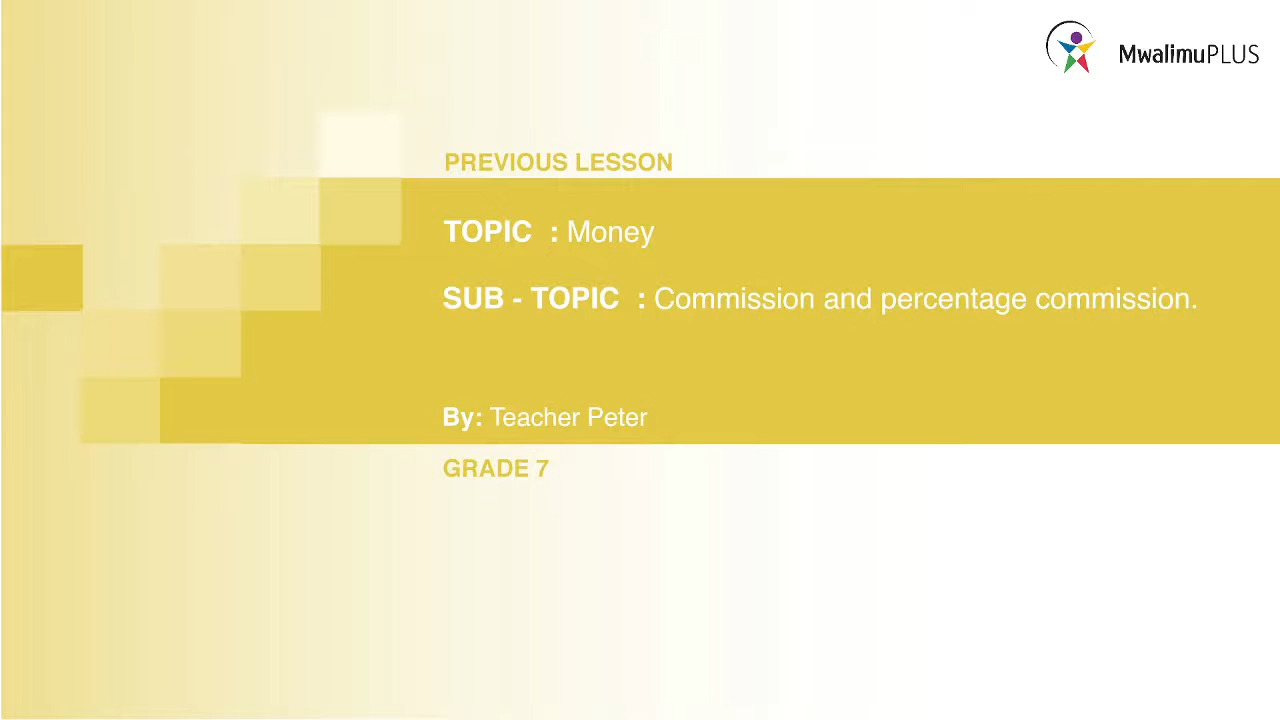 MwalimuPLUS
PREVIOUS LESSON
TOPIC : Money
SUB - TOPIC : Commission and percentage commission.
By: Teacher Peter
GRADE 7